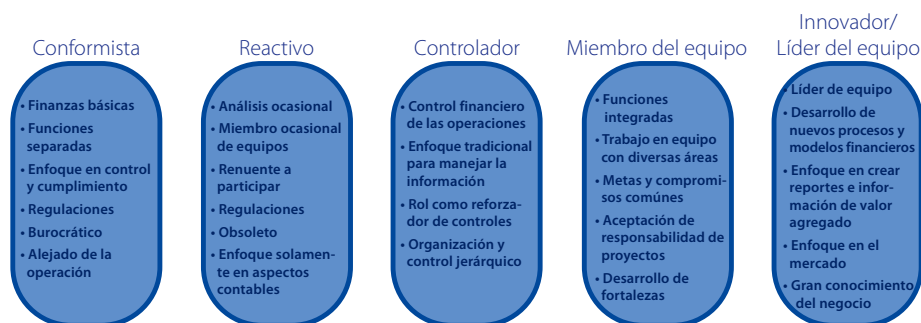 Conformista
• Finanzas básicas
• Funciones
separadas
• Enfoque en control
y cumplimiento
• Regulaciones
• Burocrático
• Alejado de la
operación
Reactivo
• Análisis ocasional
• Miembro ocasional
de equipos
• Renuente a
participar
• Regulaciones
• Obsoleto
• Enfoque solamen-
te en aspectos
contables
Controlador
• Control financiero
de las operaciones
• Enfoque tradicional
para manejar la
información
• Rol como reforza-
dor de controles
• Organización y
control jerárquico
Miembro del equipo
• Funciones
integradas
• Trabajo en equipo
con diversas áreas
• Metas y compromi-
sos comúnes
• Aceptación de
responsabilidad de
proyectos
• Desarrollo de
fortalezas
Innovador/
Líder del equipo
• Líder de equipo
• Desarrollo de
nuevos procesos y
modelos financieros
• Enfoque en crear
reportes e infor-
mación de valor
agregado
• Enfoque en el
mercado
• Gran conocimiento
del negocio